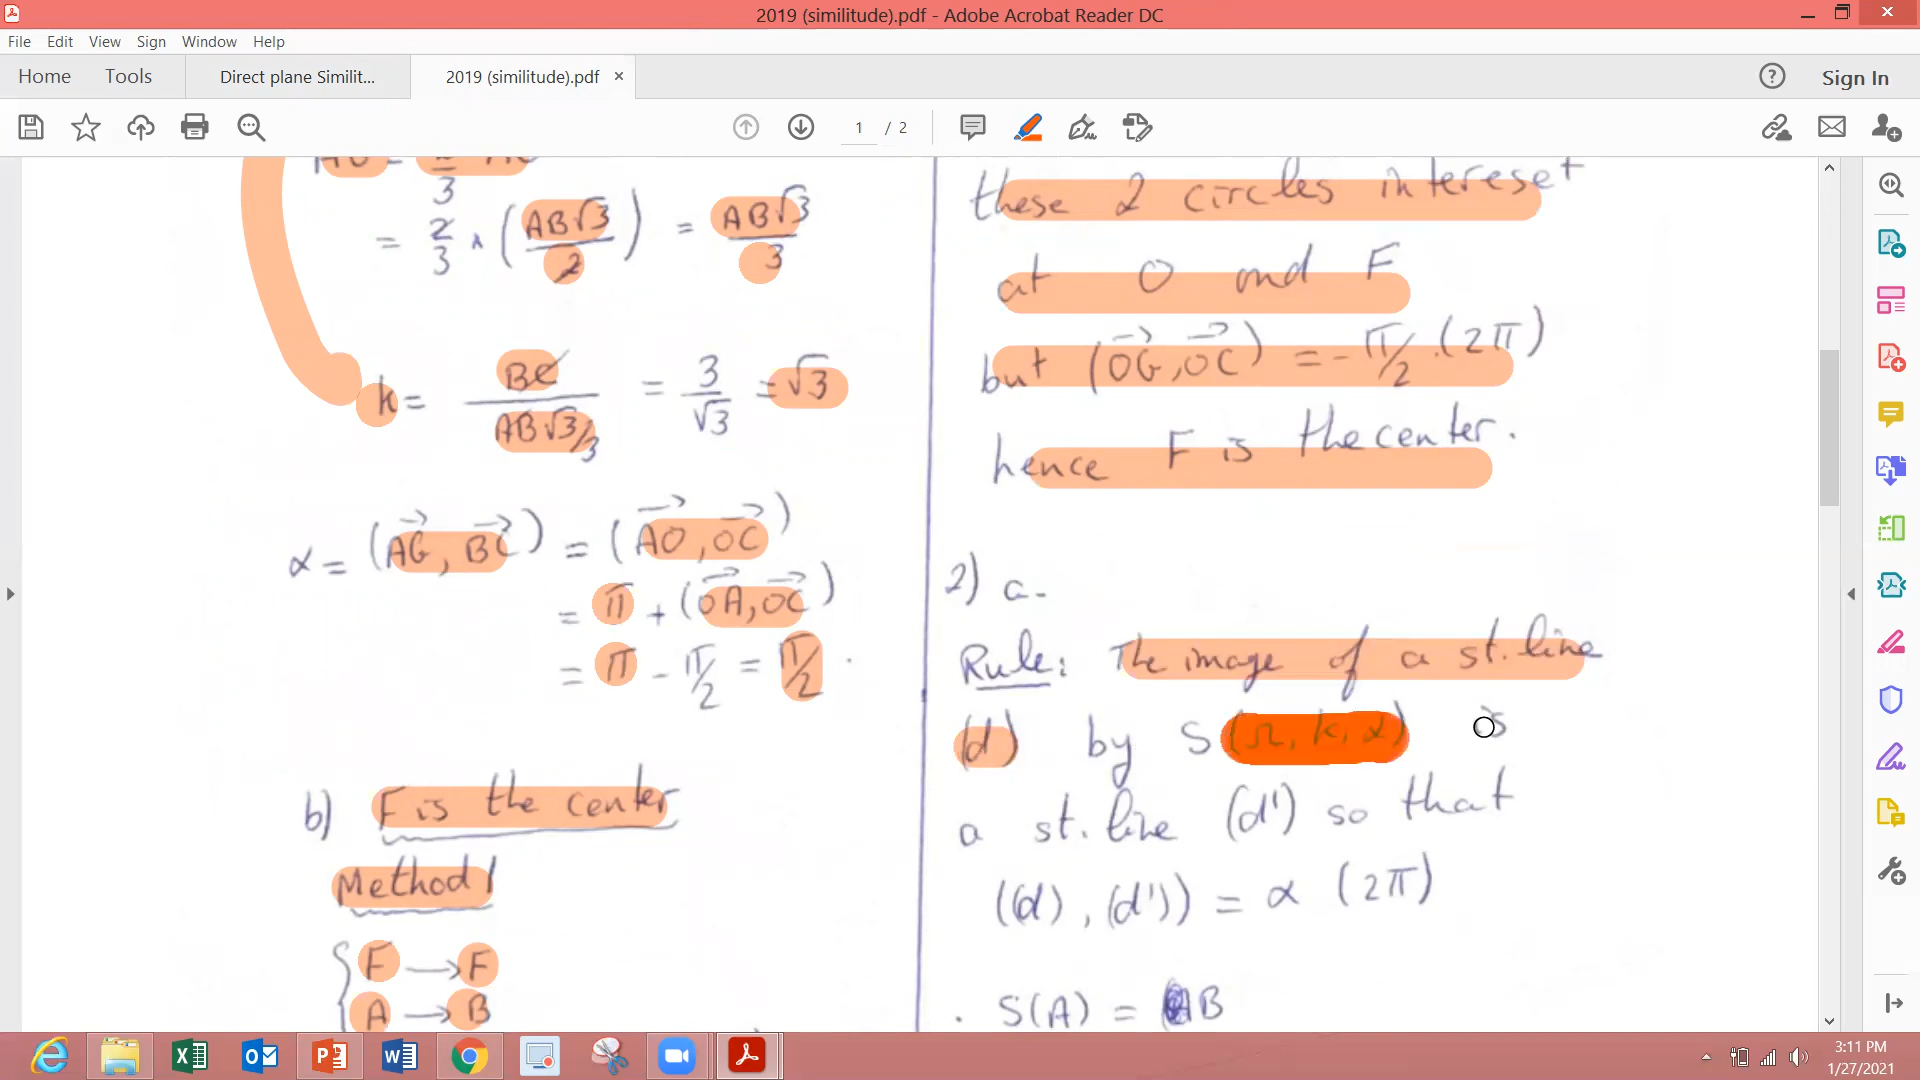 2019 (similitude).pdf - Adobe Acrobat Reader DC
File Edit View Sign Window Help
Home Tools Direct plane Similit... 2019 (similitude).pdf × Sign In
1 / 2
3
= 2/3 × (AB√3/2) = AB√3/3
k = BC/(AB√3/3) = 3/√3 = √3
α = (AG, BC) = (AO, OC)
= π + (OA, OC)
= π - π/2 = π/2 .
b) F is the center
Method 1
F → F
A → B
these 2 circles intereset
at O and F
but (OG, OC) = -π/2 . (2π)
hence F is the center.
2) a.
Rule: The image of a st. line
(d) by S(Ω, k, α) is
a st. line (d') so that
((d), (d')) = α (2π)
. S(A) = B
3:11 PM
1/27/2021